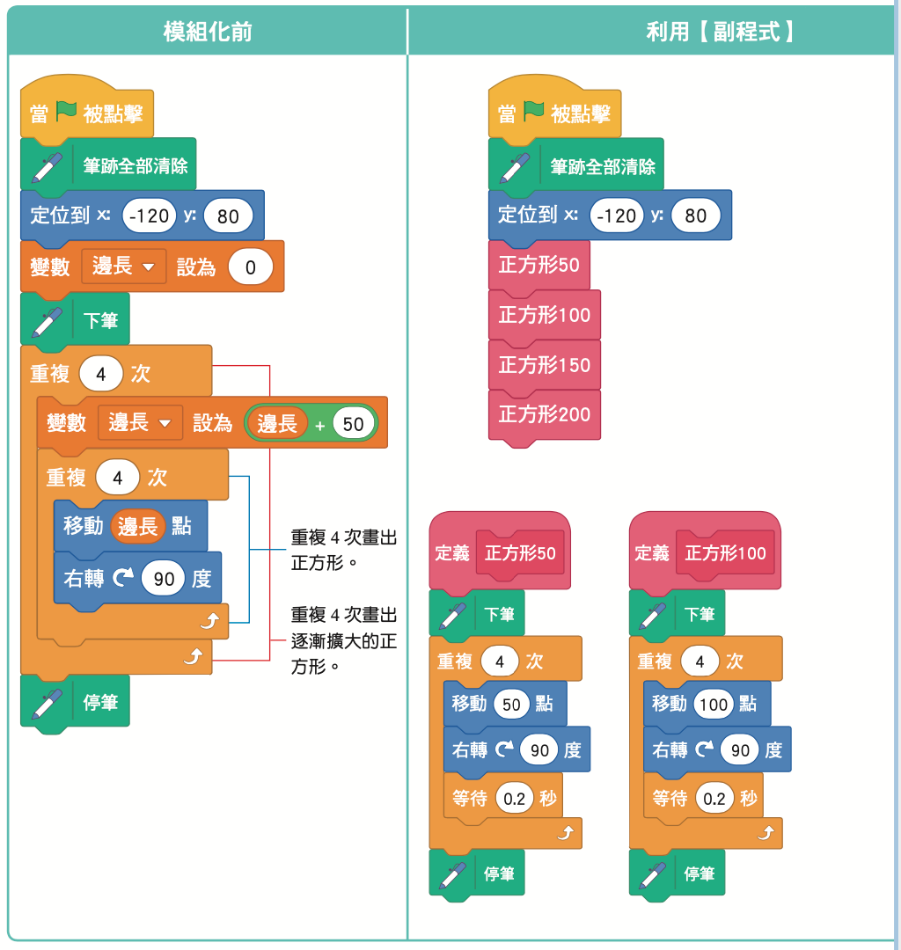 模組化前
利用【副程式】
當 被點擊
筆跡全部清除
定位到 x: -120 y: 80
變數 邊長 設為 0
下筆
重複 4 次
變數 邊長 設為 邊長 + 50
重複 4 次
移動 邊長 點
右轉 90 度
停筆
重複 4 次畫出
正方形。
重複 4 次畫出
逐漸擴大的正
方形。
當 被點擊
筆跡全部清除
定位到 x: -120 y: 80
正方形50
正方形100
正方形150
正方形200
定義 正方形50
下筆
重複 4 次
移動 50 點
右轉 90 度
等待 0.2 秒
停筆
定義 正方形100
下筆
重複 4 次
移動 100 點
右轉 90 度
等待 0.2 秒
停筆